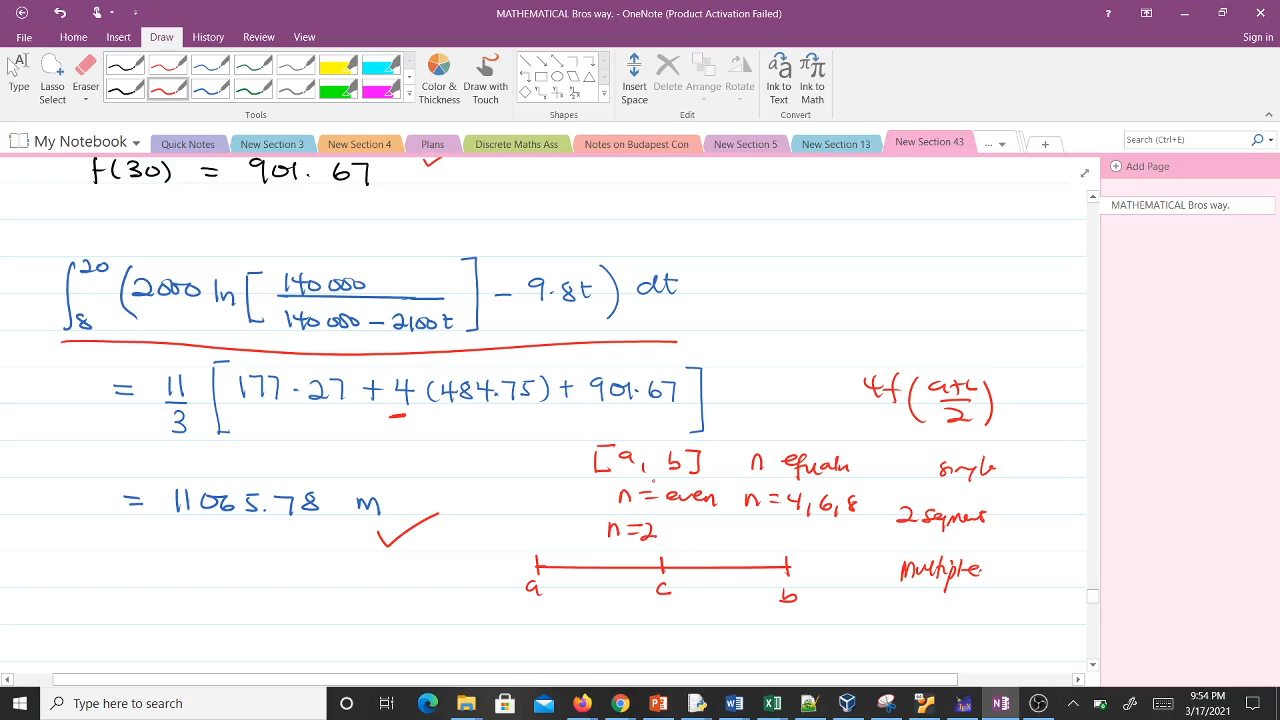 MATHEMATICAL Bros way. - OneNote (Product Activation Failed)
Sign in
File Home Insert Draw History Review View
Type
Lasso Select
Eraser
Color & Thickness
Draw with Touch
Insert Space
Delete
Arrange
Rotate
Ink to Text
Ink to Math
Tools
Shapes
Edit
Convert
My Notebook
Quick Notes
New Section 3
New Section 4
Plans
Discrete Maths Ass
Notes on Budapest Con
New Section 5
New Section 13
New Section 43
...
Search (Ctrl+E)
Add Page
MATHEMATICAL Bros way.
f(30) = 901.67
∫₈²⁰ (2000 ln[140 000 / 140 000 − 2100t] − 9.8t) dt
= 11/3 [177.27 + 4(484.75) + 901.67]
4f((a+b)/2)
[a, b] n equals single
n = even n = 4, 6, 8
2 segment
n = 2
= 11065.78 m
multiple
a c b
Type here to search
9:54 PM
3/17/2021